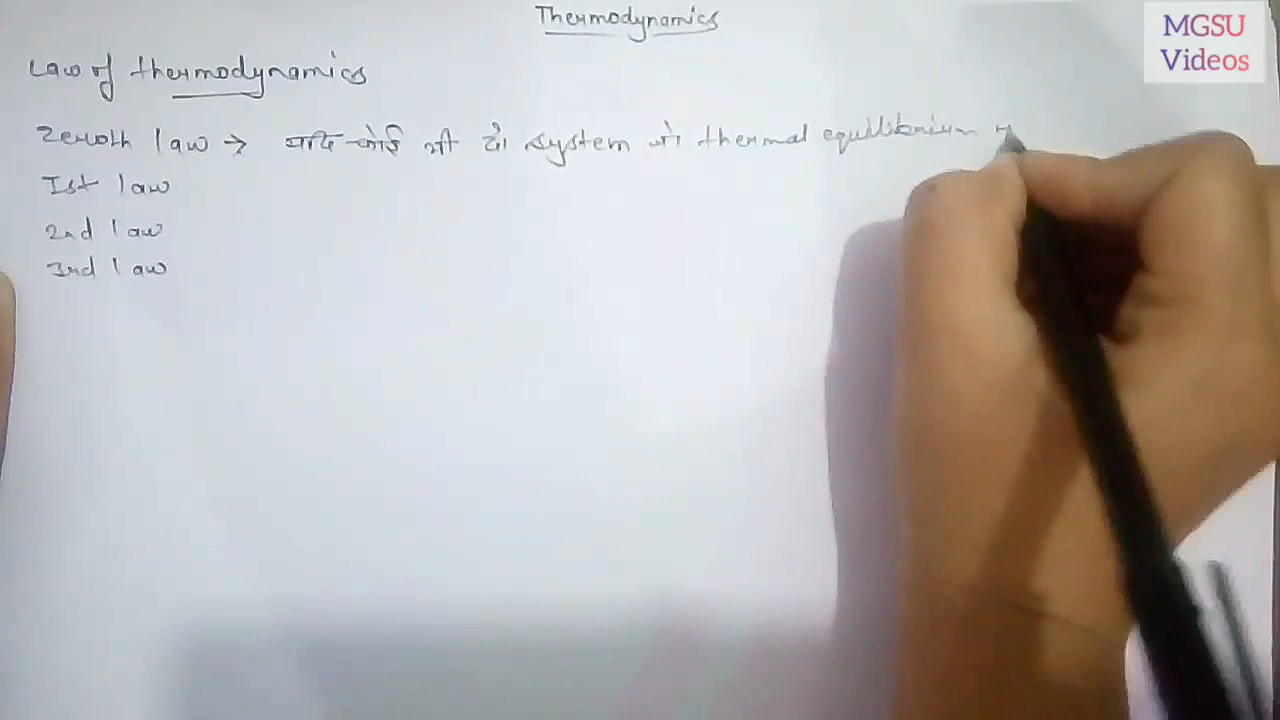 Thermodynamics
MGSU
Videos
Law of thermodynamics
Zeroth law → यदि कोई भी दो system जो thermal equilibrium
Ist law
2nd law
3rd law